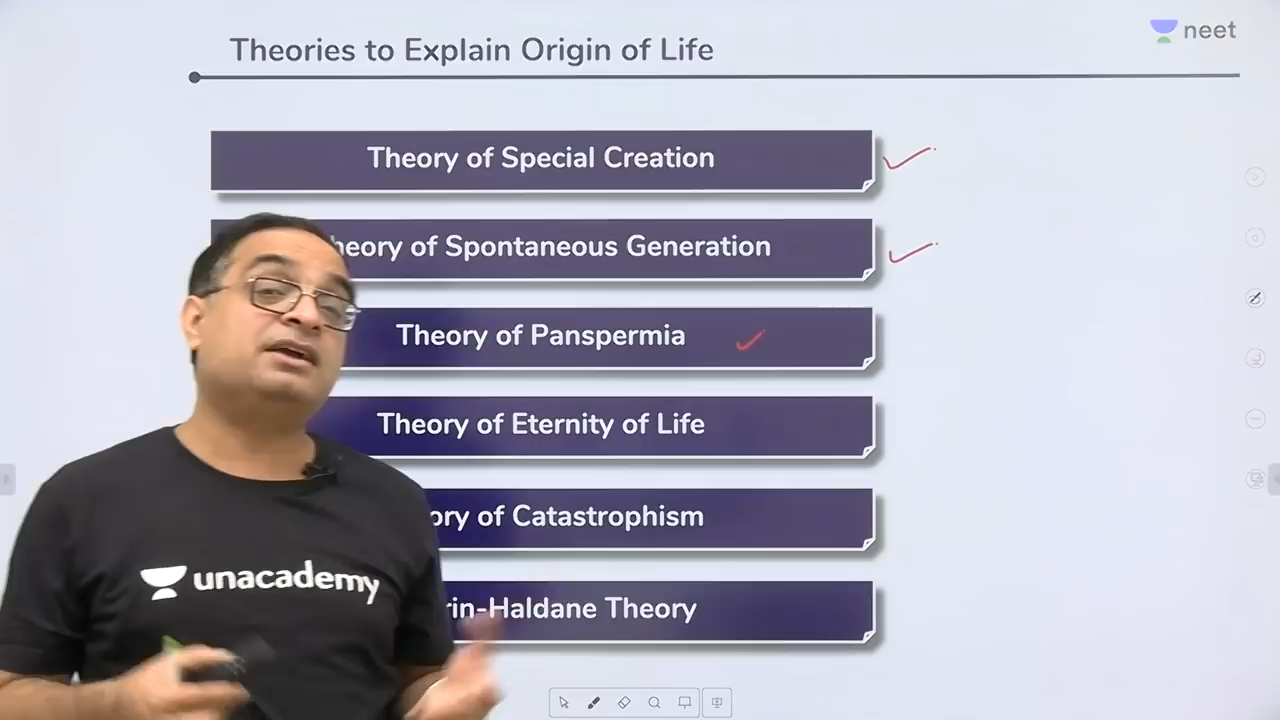 Theories to Explain Origin of Life
neet
Theory of Special Creation
heory of Spontaneous Generation
Theory of Panspermia
Theory of Eternity of Life
ory of Catastrophism
rin-Haldane Theory
unacademy